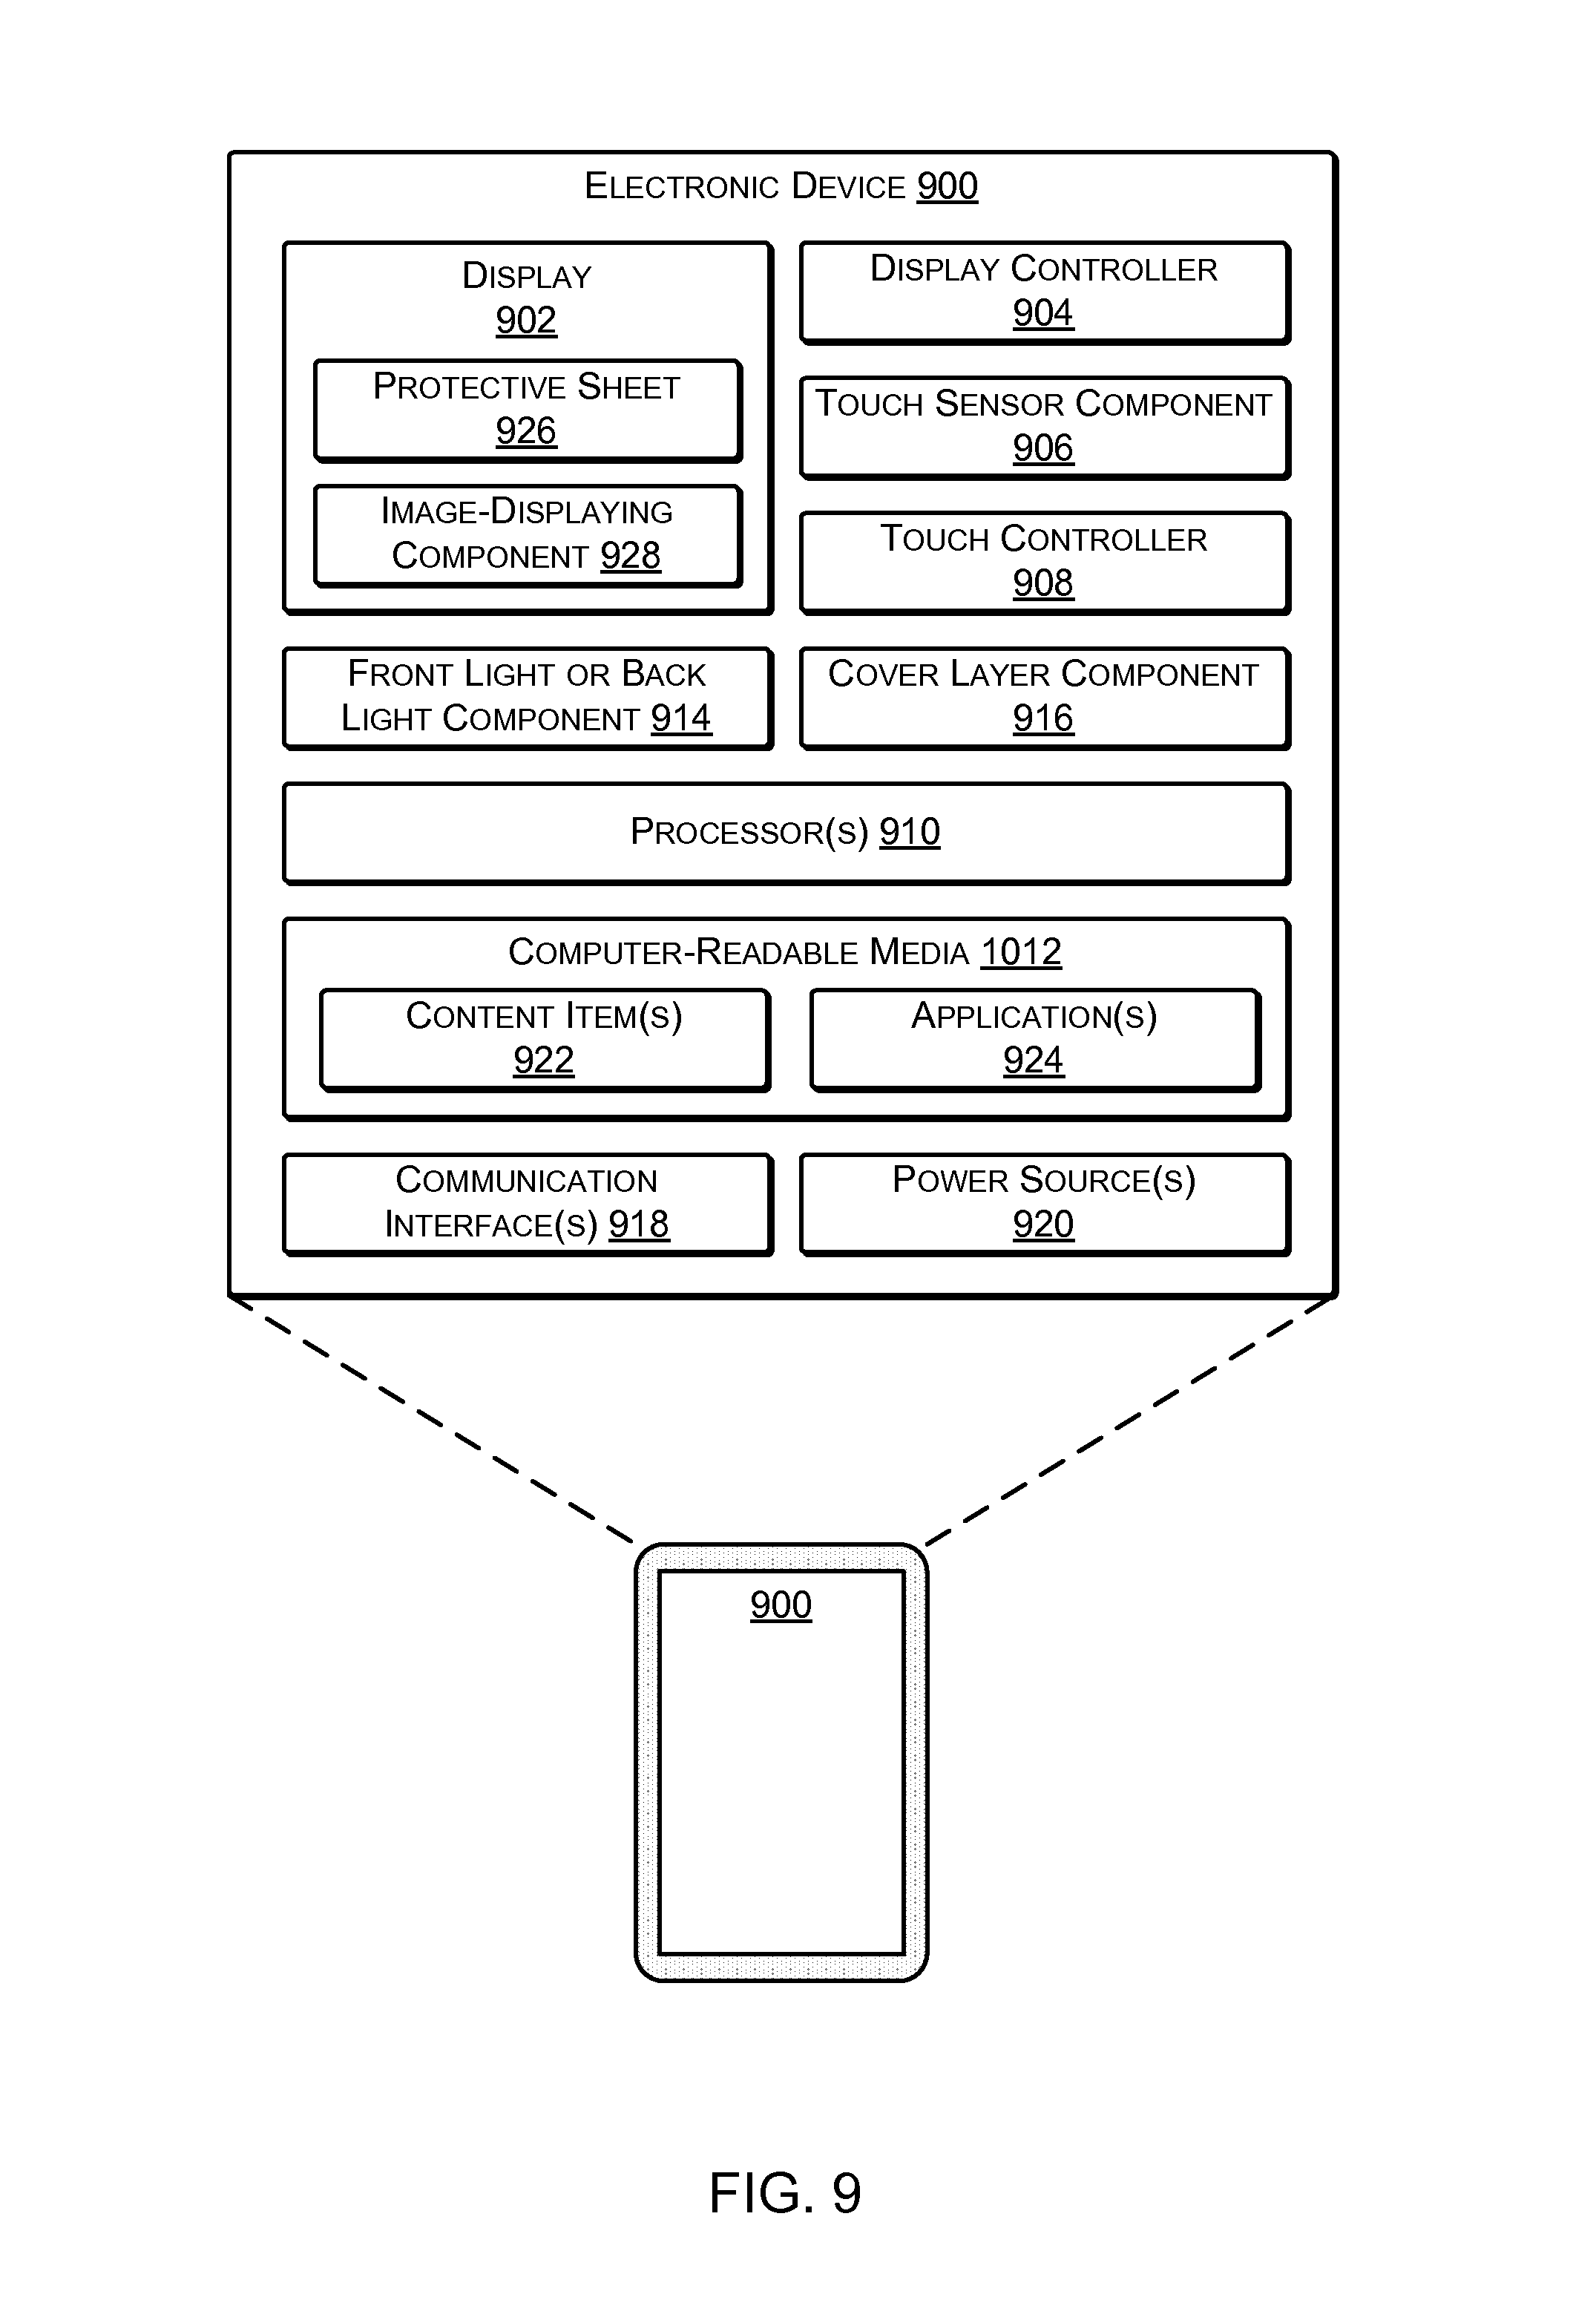 ELECTRONIC DEVICE 900
DISPLAY
902
PROTECTIVE SHEET
926
IMAGE-DISPLAYING
COMPONENT 928
DISPLAY CONTROLLER
904
TOUCH SENSOR COMPONENT
906
TOUCH CONTROLLER
908
FRONT LIGHT OR BACK
LIGHT COMPONENT 914
COVER LAYER COMPONENT
916
PROCESSOR(S) 910
COMPUTER-READABLE MEDIA 1012
CONTENT ITEM(S)
922
APPLICATION(S)
924
COMMUNICATION
INTERFACE(S) 918
POWER SOURCE(S)
920
900
FIG. 9